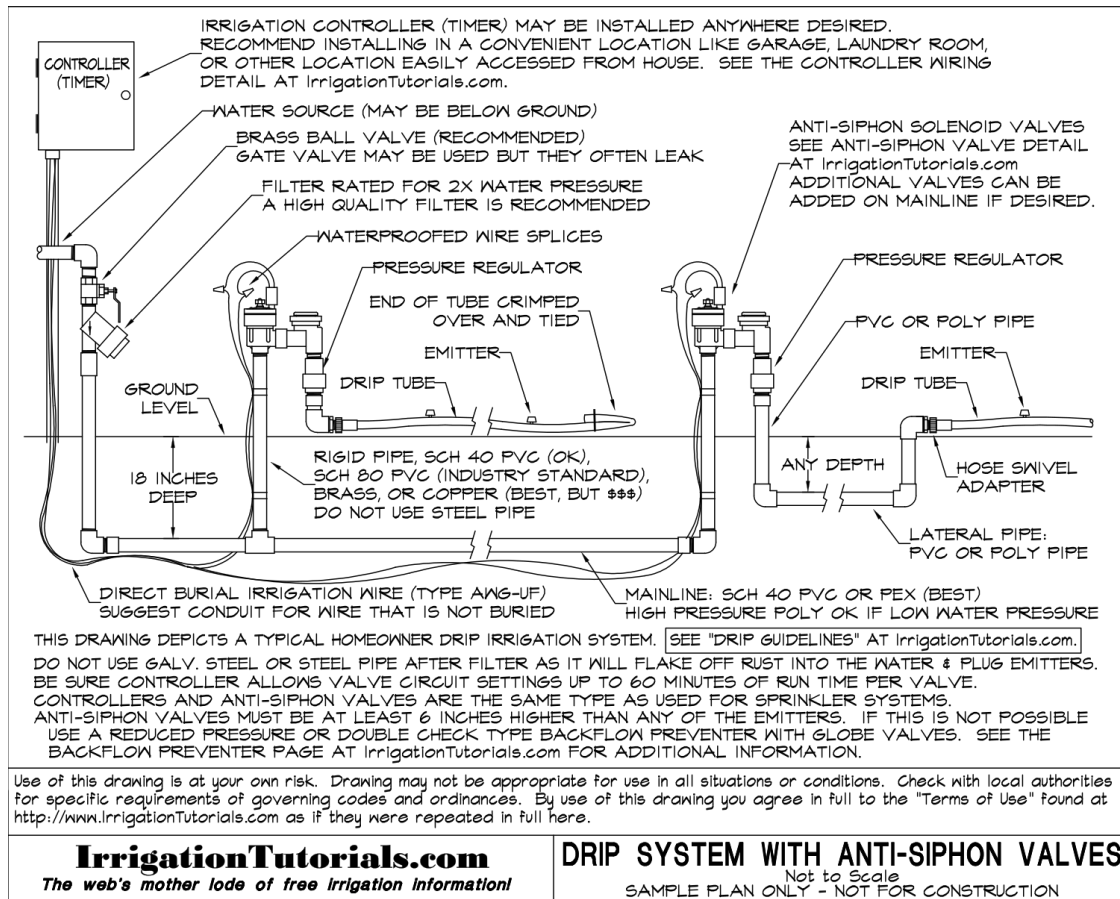 IRRIGATION CONTROLLER (TIMER) MAY BE INSTALLED ANYWHERE DESIRED.
RECOMMEND INSTALLING IN A CONVENIENT LOCATION LIKE GARAGE, LAUNDRY ROOM,
OR OTHER LOCATION EASILY ACCESSED FROM HOUSE. SEE THE CONTROLLER WIRING
DETAIL AT IrrigationTutorials.com.
CONTROLLER
(TIMER)
WATER SOURCE (MAY BE BELOW GROUND)
BRASS BALL VALVE (RECOMMENDED)
GATE VALVE MAY BE USED BUT THEY OFTEN LEAK
FILTER RATED FOR 2X WATER PRESSURE
A HIGH QUALITY FILTER IS RECOMMENDED
ANTI-SIPHON SOLENOID VALVES
SEE ANTI-SIPHON VALVE DETAIL
AT IrrigationTutorials.com
ADDITIONAL VALVES CAN BE
ADDED ON MAINLINE IF DESIRED.
WATERPROOFED WIRE SPLICES
PRESSURE REGULATOR
END OF TUBE CRIMPED
OVER AND TIED
EMITTER
DRIP TUBE
PRESSURE REGULATOR
PVC OR POLY PIPE
EMITTER
DRIP TUBE
GROUND
LEVEL
18 INCHES
DEEP
RIGID PIPE, SCH 40 PVC (OK),
SCH 80 PVC (INDUSTRY STANDARD),
BRASS, OR COPPER (BEST, BUT $$$)
DO NOT USE STEEL PIPE
ANY DEPTH
HOSE SWIVEL
ADAPTER
LATERAL PIPE:
PVC OR POLY PIPE
DIRECT BURIAL IRRIGATION WIRE (TYPE AWG-UF)
SUGGEST CONDUIT FOR WIRE THAT IS NOT BURIED
MAINLINE: SCH 40 PVC OR PEX (BEST)
HIGH PRESSURE POLY OK IF LOW WATER PRESSURE
THIS DRAWING DEPICTS A TYPICAL HOMEOWNER DRIP IRRIGATION SYSTEM. SEE "DRIP GUIDELINES" AT IrrigationTutorials.com.
DO NOT USE GALV. STEEL OR STEEL PIPE AFTER FILTER AS IT WILL FLAKE OFF RUST INTO THE WATER & PLUG EMITTERS.
BE SURE CONTROLLER ALLOWS VALVE CIRCUIT SETTINGS UP TO 60 MINUTES OF RUN TIME PER VALVE.
CONTROLLERS AND ANTI-SIPHON VALVES ARE THE SAME TYPE AS USED FOR SPRINKLER SYSTEMS.
ANTI-SIPHON VALVES MUST BE AT LEAST 6 INCHES HIGHER THAN ANY OF THE EMITTERS. IF THIS IS NOT POSSIBLE
USE A REDUCED PRESSURE OR DOUBLE CHECK TYPE BACKFLOW PREVENTER WITH GLOBE VALVES. SEE THE
BACKFLOW PREVENTER PAGE AT IrrigationTutorials.com FOR ADDITIONAL INFORMATION.
Use of this drawing is at your own risk. Drawing may not be appropriate for use in all situations or conditions. Check with local authorities
for specific requirements of governing codes and ordinances. By use of this drawing you agree in full to the "Terms of Use" found at
http://www.IrrigationTutorials.com as if they were repeated in full here.
IrrigationTutorials.com
The web's mother lode of free irrigation information!
DRIP SYSTEM WITH ANTI-SIPHON VALVES
Not to Scale
SAMPLE PLAN ONLY - NOT FOR CONSTRUCTION